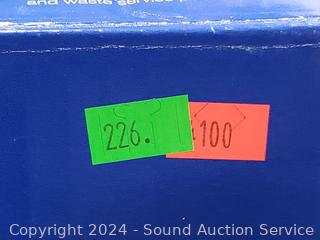 and waste service
226.
100
Copyright 2024 - Sound Auction Service